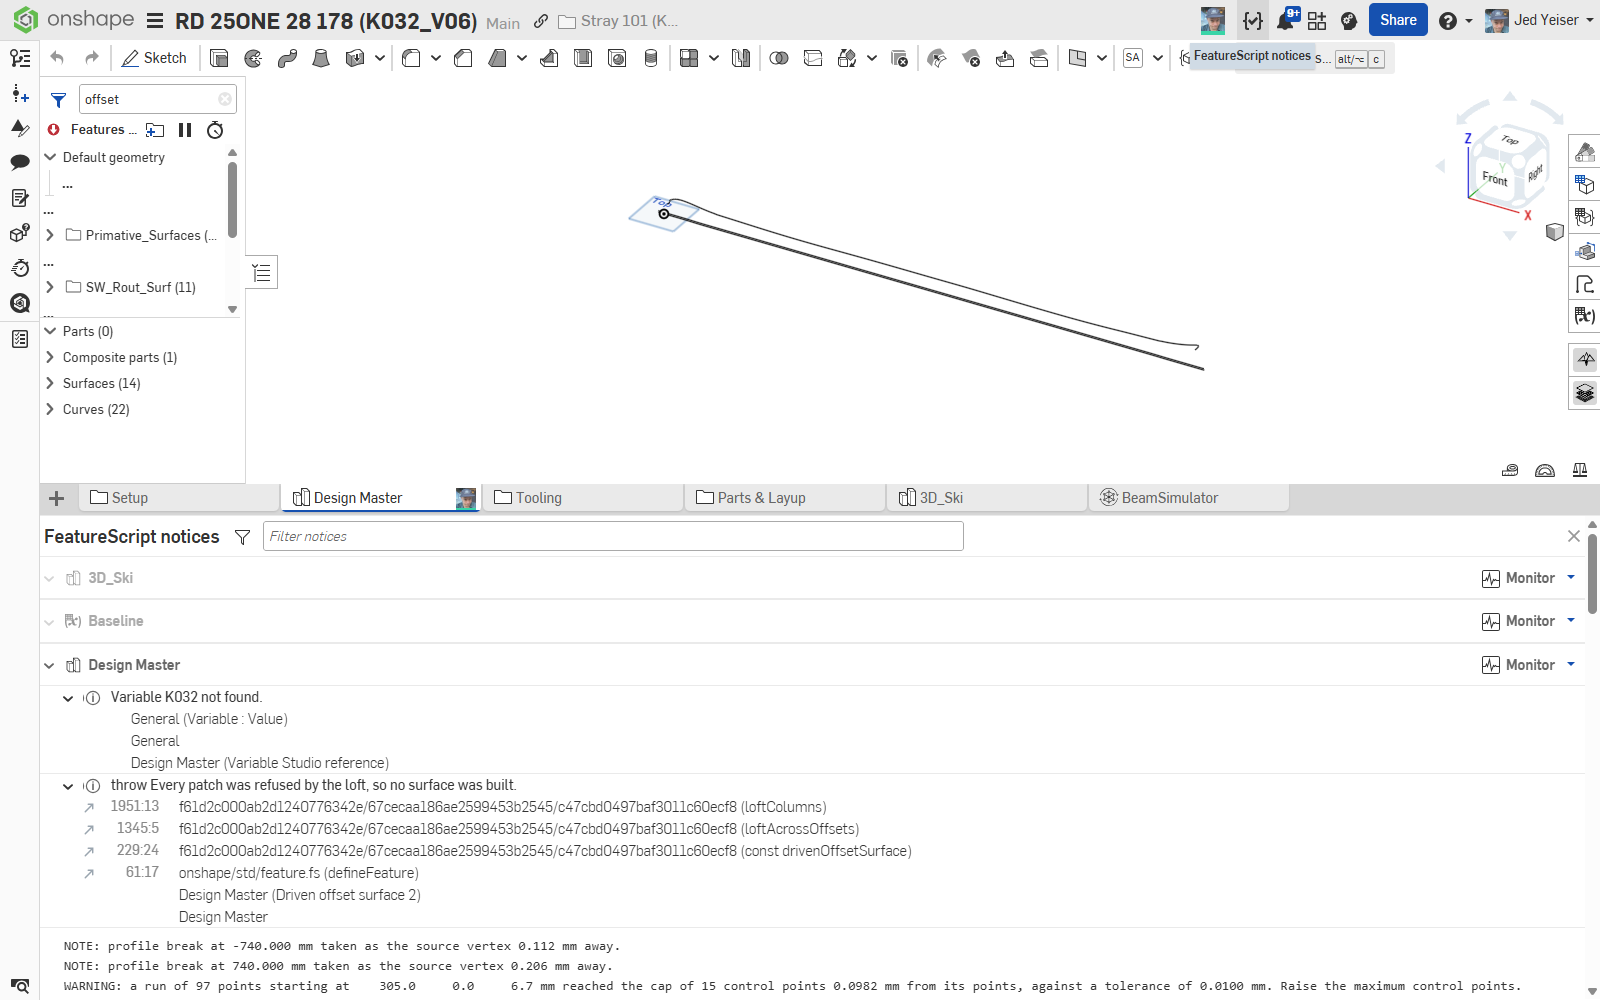 onshape RD 25ONE 28 178 (K032_V06) Main Stray 101 (K...
9+
Share
Jed Yeiser
Sketch
SA
FeatureScript notices
s... alt/⌥ c
offset
Features ...
Default geometry
...
...
Primative_Surfaces (...
...
SW_Rout_Surf (11)
...
Parts (0)
Composite parts (1)
Surfaces (14)
Curves (22)
Top
Z
Top
Y
Front
Right
X
Setup
Design Master
Tooling
Parts & Layup
3D_Ski
BeamSimulator
FeatureScript notices
Filter notices
3D_Ski
Monitor
Baseline
Monitor
Design Master
Monitor
Variable K032 not found.
General (Variable : Value)
General
Design Master (Variable Studio reference)
throw Every patch was refused by the loft, so no surface was built.
1951:13 f61d2c000ab2d1240776342e/67cecaa186ae2599453b2545/c47cbd0497baf3011c60ecf8 (loftColumns)
1345:5 f61d2c000ab2d1240776342e/67cecaa186ae2599453b2545/c47cbd0497baf3011c60ecf8 (loftAcrossOffsets)
229:24 f61d2c000ab2d1240776342e/67cecaa186ae2599453b2545/c47cbd0497baf3011c60ecf8 (const drivenOffsetSurface)
61:17 onshape/std/feature.fs (defineFeature)
Design Master (Driven offset surface 2)
Design Master
NOTE: profile break at -740.000 mm taken as the source vertex 0.112 mm away.
NOTE: profile break at 740.000 mm taken as the source vertex 0.206 mm away.
WARNING: a run of 97 points starting at 305.0 0.0 6.7 mm reached the cap of 15 control points 0.0982 mm from its points, against a tolerance of 0.0100 mm. Raise the maximum control points.